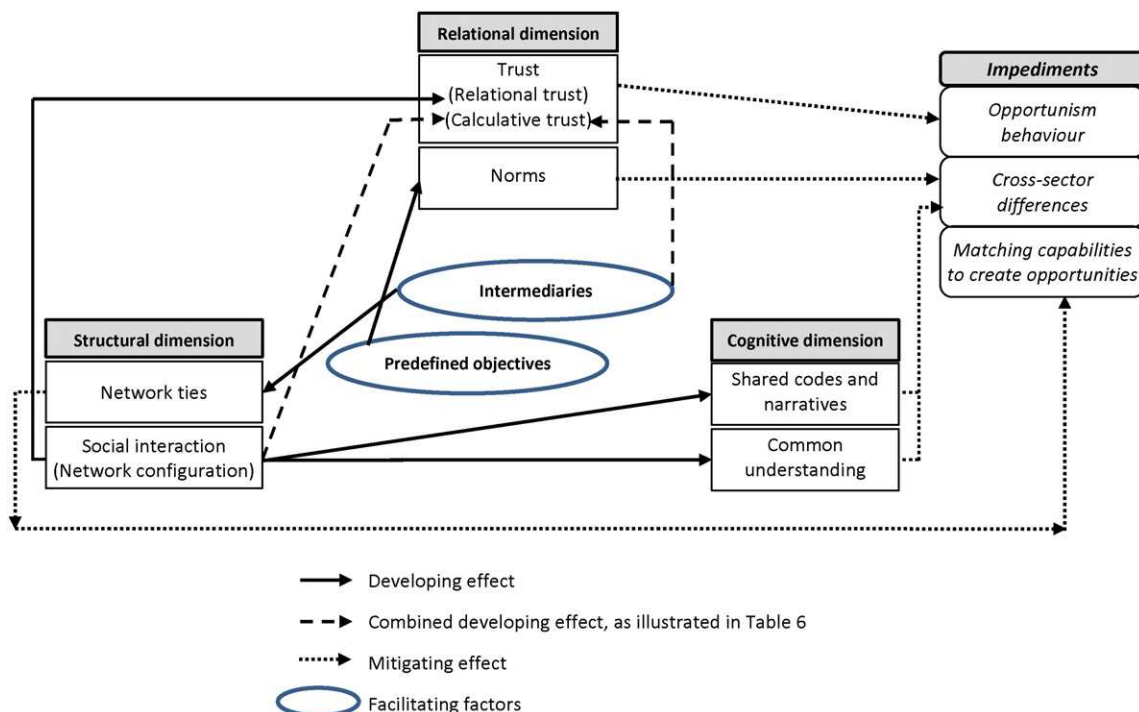 Relational dimension
Trust
(Relational trust)
(Calculative trust)
Norms
Impediments
Opportunism
behaviour
Cross-sector
differences
Matching capabilities
to create opportunities
Intermediaries
Predefined objectives
Structural dimension
Network ties
Social interaction
(Network configuration)
Cognitive dimension
Shared codes and
narratives
Common
understanding
Developing effect
Combined developing effect, as illustrated in Table 6
Mitigating effect
Facilitating factors